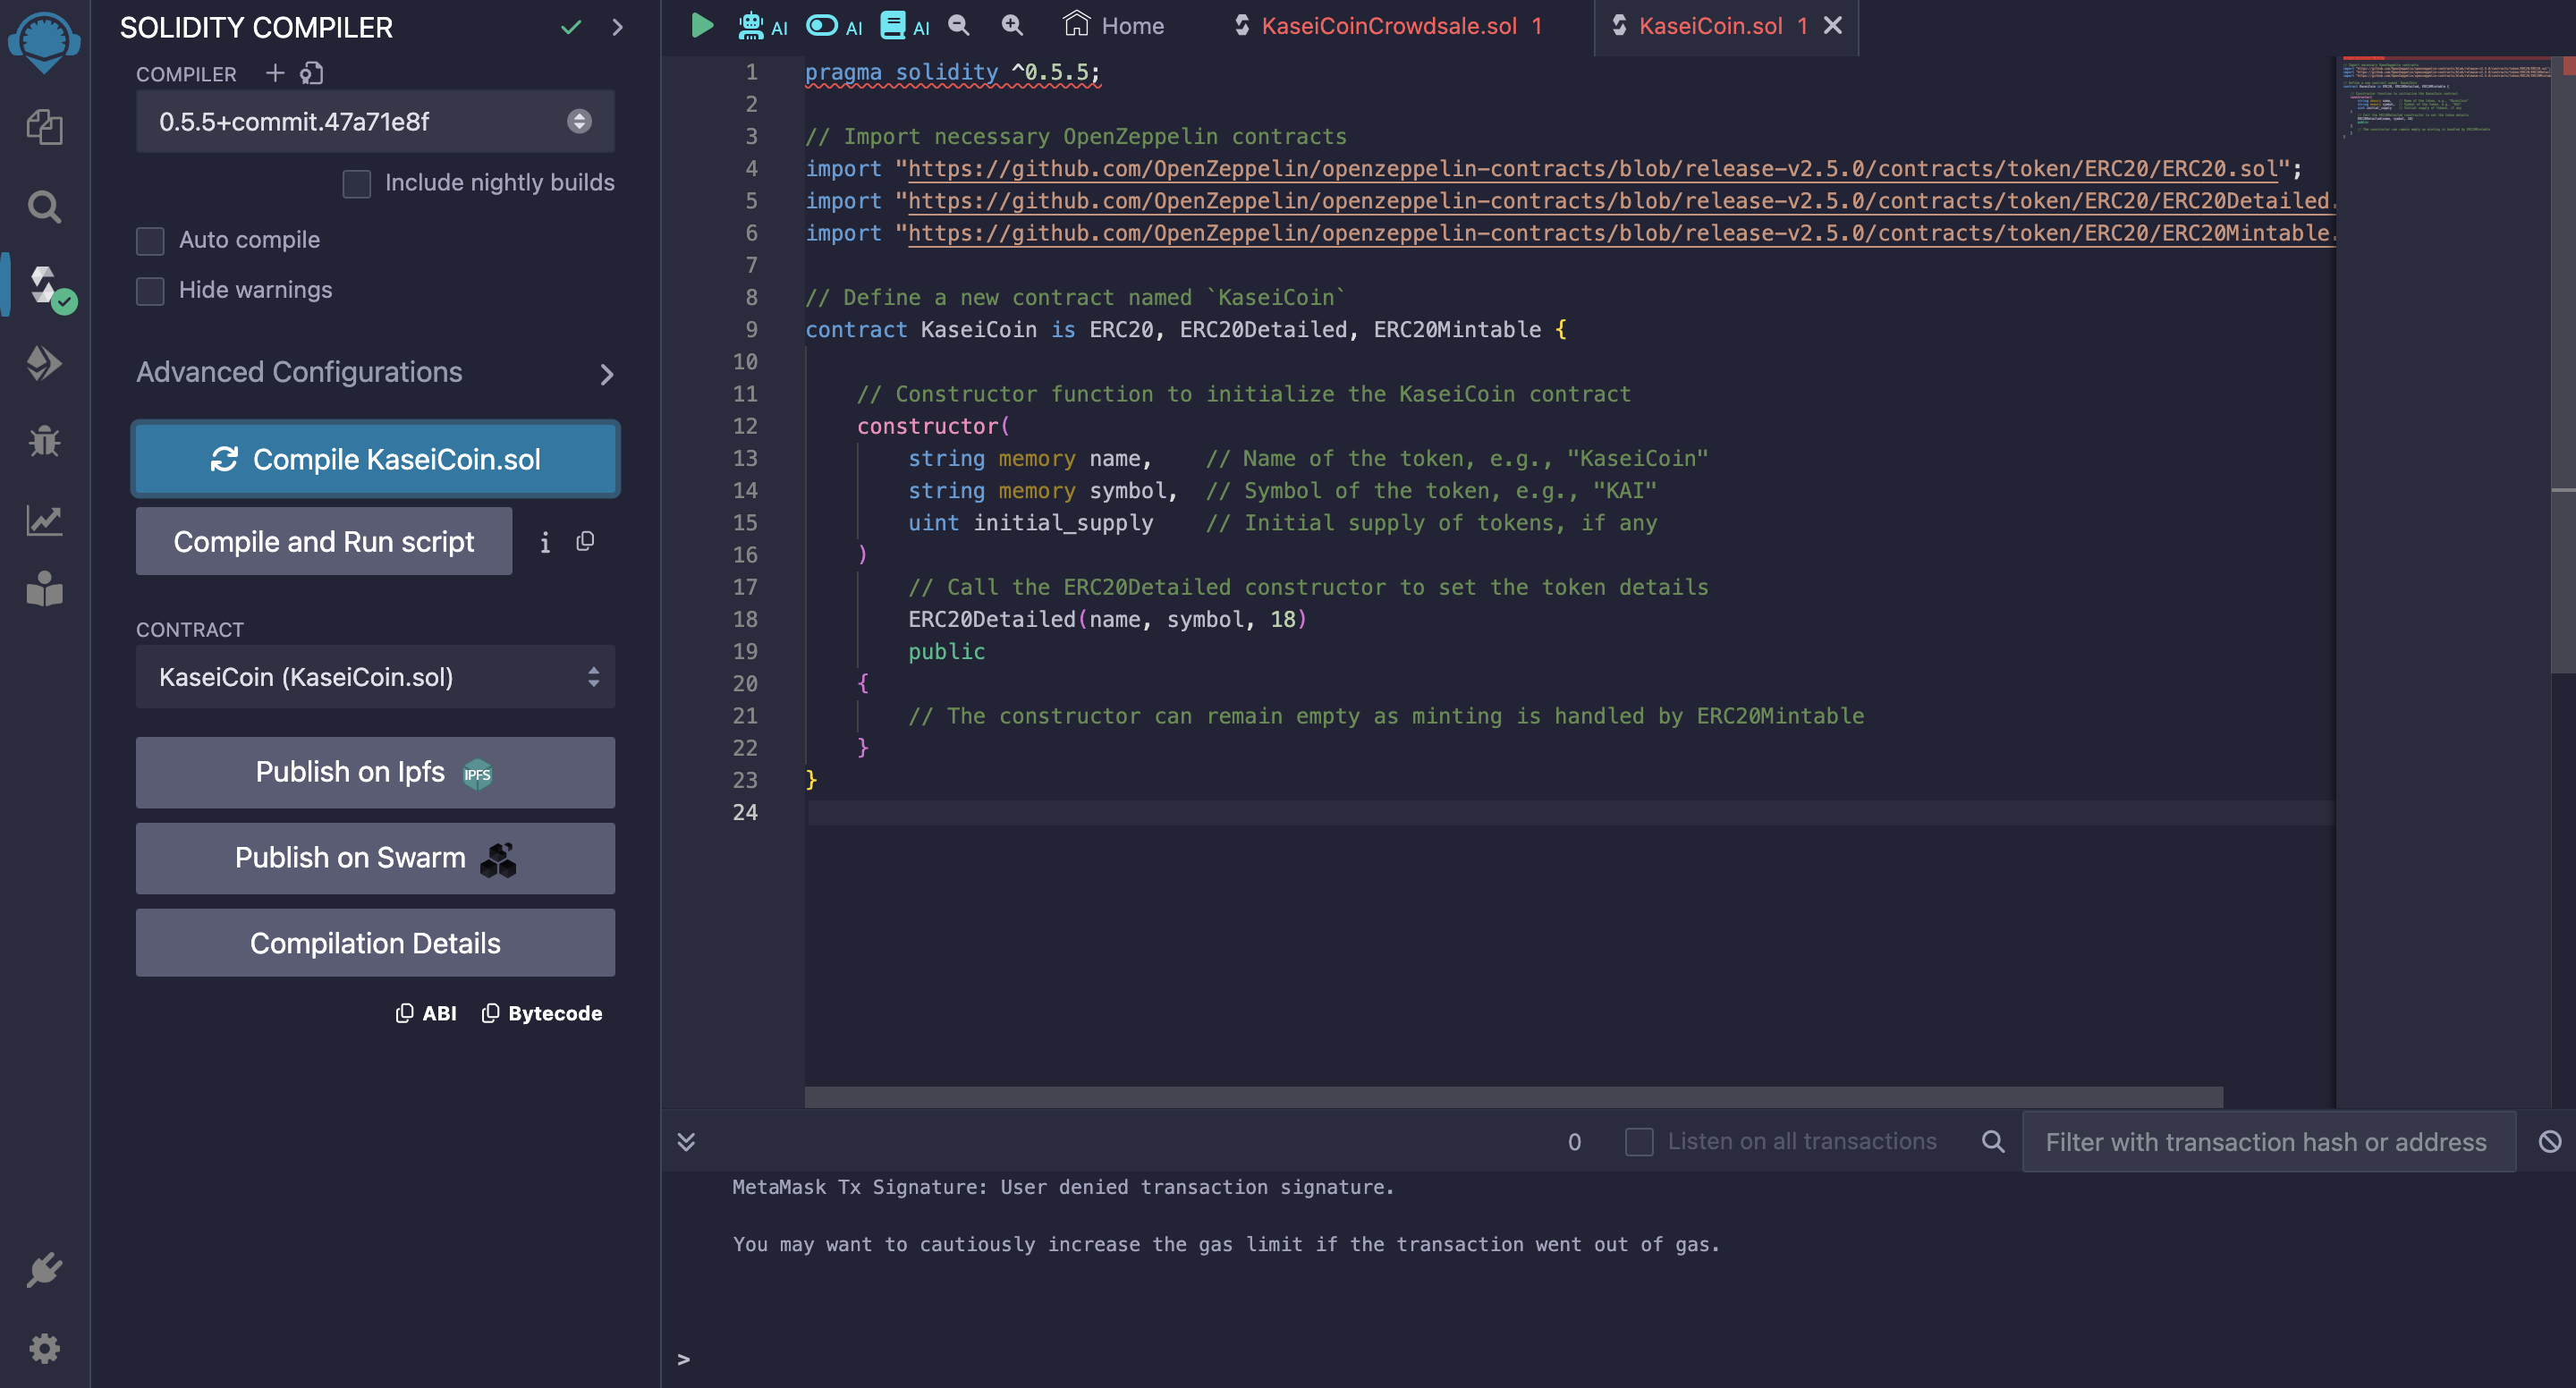 SOLIDITY COMPILER
COMPILER
0.5.5+commit.47a71e8f
Include nightly builds
Auto compile
Hide warnings
Advanced Configurations
Compile KaseiCoin.sol
Compile and Run script
CONTRACT
KaseiCoin (KaseiCoin.sol)
Publish on Ipfs IPFS
Publish on Swarm
Compilation Details
ABI Bytecode
AI AI AI Home KaseiCoinCrowdsale.sol 1 KaseiCoin.sol 1
1 pragma solidity ^0.5.5;
2
3 // Import necessary OpenZeppelin contracts
4 import "https://github.com/OpenZeppelin/openzeppelin-contracts/blob/release-v2.5.0/contracts/token/ERC20/ERC20.sol";
5 import "https://github.com/OpenZeppelin/openzeppelin-contracts/blob/release-v2.5.0/contracts/token/ERC20/ERC20Detailed.
6 import "https://github.com/OpenZeppelin/openzeppelin-contracts/blob/release-v2.5.0/contracts/token/ERC20/ERC20Mintable.
7
8 // Define a new contract named `KaseiCoin`
9 contract KaseiCoin is ERC20, ERC20Detailed, ERC20Mintable {
10
11 // Constructor function to initialize the KaseiCoin contract
12 constructor(
13 string memory name, // Name of the token, e.g., "KaseiCoin"
14 string memory symbol, // Symbol of the token, e.g., "KAI"
15 uint initial_supply // Initial supply of tokens, if any
16 )
17 // Call the ERC20Detailed constructor to set the token details
18 ERC20Detailed(name, symbol, 18)
19 public
20 {
21 // The constructor can remain empty as minting is handled by ERC20Mintable
22 }
23 }
24
0 Listen on all transactions Filter with transaction hash or address
MetaMask Tx Signature: User denied transaction signature.
You may want to cautiously increase the gas limit if the transaction went out of gas.
>